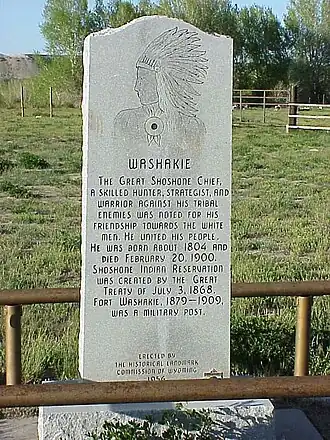 WASHAKIE
THE GREAT SHOSHONE CHIEF,
A SKILLED HUNTER, STRATEGIST, AND
WARRIOR AGAINST HIS TRIBAL
ENEMIES WAS NOTED FOR HIS
FRIENDSHIP TOWARDS THE WHITE
MEN. HE UNITED HIS PEOPLE.
HE WAS BORN ABOUT 1804 AND
DIED FEBRUARY 20, 1900.
SHOSHONE INDIAN RESERVATION
WAS CREATED BY THE GREAT
TREATY OF JULY 3, 1868.
FORT WASHAKIE, 1879-1909,
WAS A MILITARY POST.
ERECTED BY
THE HISTORICAL LANDMARK
COMMISSION OF WYOMING
1956